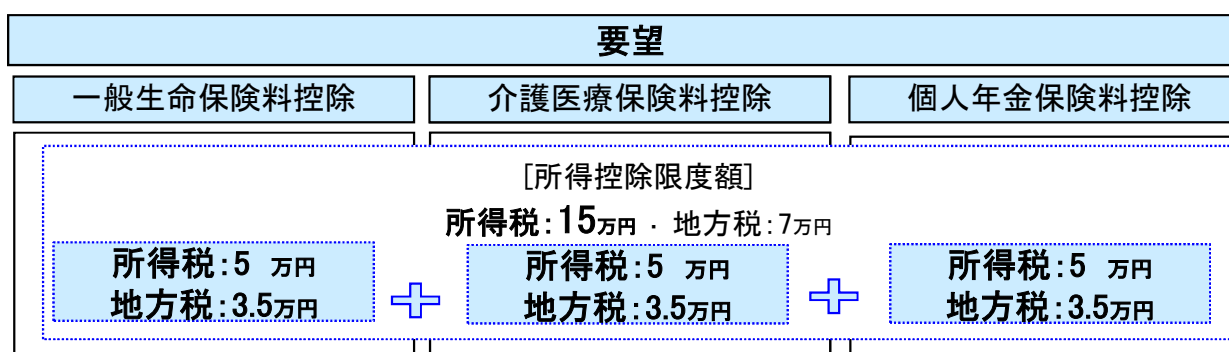 要望
一般生命保険料控除
介護医療保険料控除
個人年金保険料控除
[所得控除限度額]
所得税:15万円・地方税:7万円
所得税:5 万円
地方税:3.5万円
所得税:5 万円
地方税:3.5万円
所得税:5 万円
地方税:3.5万円